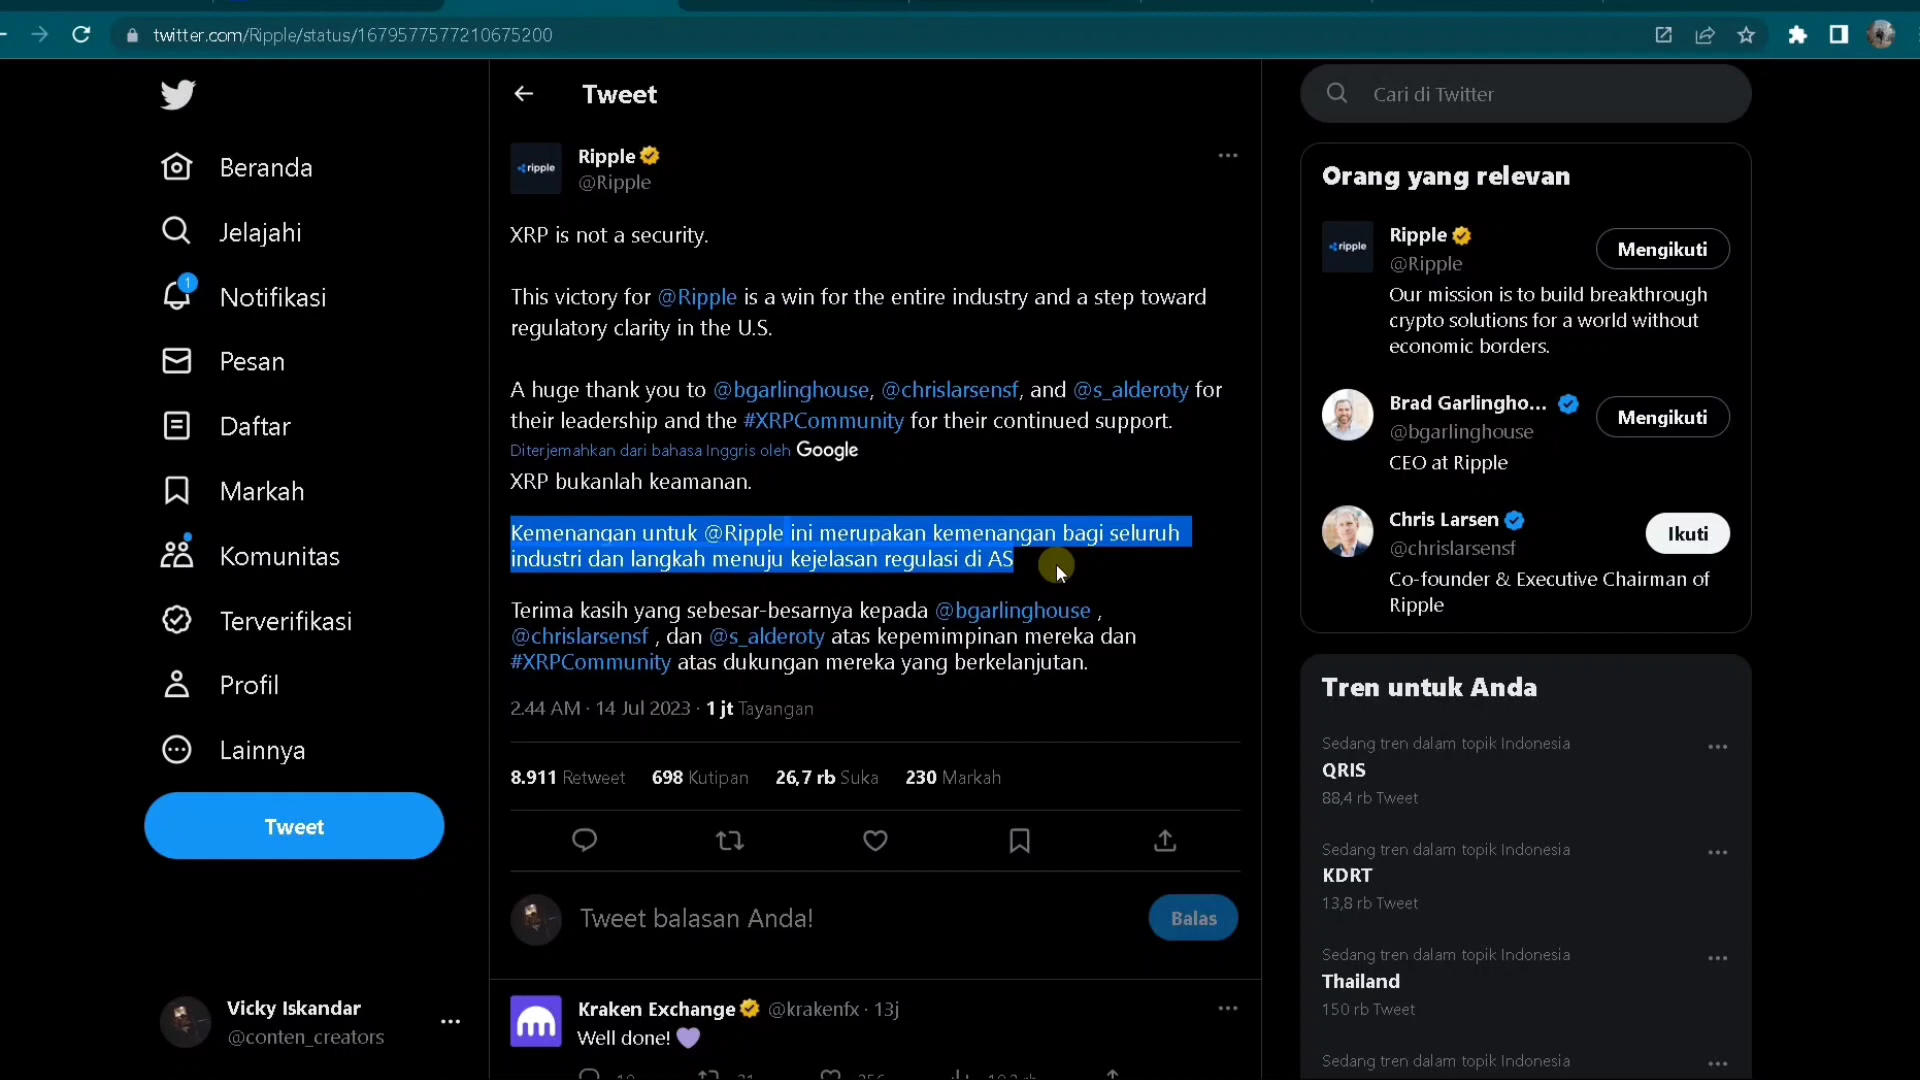 twitter.com/Ripple/status/1679577577210675200
Beranda
Jelajahi
1
Notifikasi
Pesan
Daftar
Markah
Komunitas
Terverifikasi
Profil
Lainnya
Tweet
Vicky Iskandar
@conten_creators
Tweet
ripple
Ripple
@Ripple
XRP is not a security.
This victory for @Ripple is a win for the entire industry and a step toward
regulatory clarity in the U.S.
A huge thank you to @bgarlinghouse, @chrislarsensf, and @s_alderoty for
their leadership and the #XRPCommunity for their continued support.
Diterjemahkan dari bahasa Inggris oleh Google
XRP bukanlah keamanan.
Kemenangan untuk @Ripple ini merupakan kemenangan bagi seluruh
industri dan langkah menuju kejelasan regulasi di AS
Terima kasih yang sebesar-besarnya kepada @bgarlinghouse ,
@chrislarsensf , dan @s_alderoty atas kepemimpinan mereka dan
#XRPCommunity atas dukungan mereka yang berkelanjutan.
2.44 AM · 14 Jul 2023 · 1 jt Tayangan
8.911 Retweet 698 Kutipan 26,7 rb Suka 230 Markah
Tweet balasan Anda!
Balas
Kraken Exchange @krakenfx · 13j
Well done! 💜
Cari di Twitter
Orang yang relevan
ripple
Ripple
@Ripple
Mengikuti
Our mission is to build breakthrough
crypto solutions for a world without
economic borders.
Brad Garlingho...
@bgarlinghouse
Mengikuti
CEO at Ripple
Chris Larsen
@chrislarsensf
Ikuti
Co-founder & Executive Chairman of
Ripple
Tren untuk Anda
Sedang tren dalam topik Indonesia
QRIS
88,4 rb Tweet
Sedang tren dalam topik Indonesia
KDRT
13,8 rb Tweet
Sedang tren dalam topik Indonesia
Thailand
150 rb Tweet
Sedang tren dalam topik Indonesia